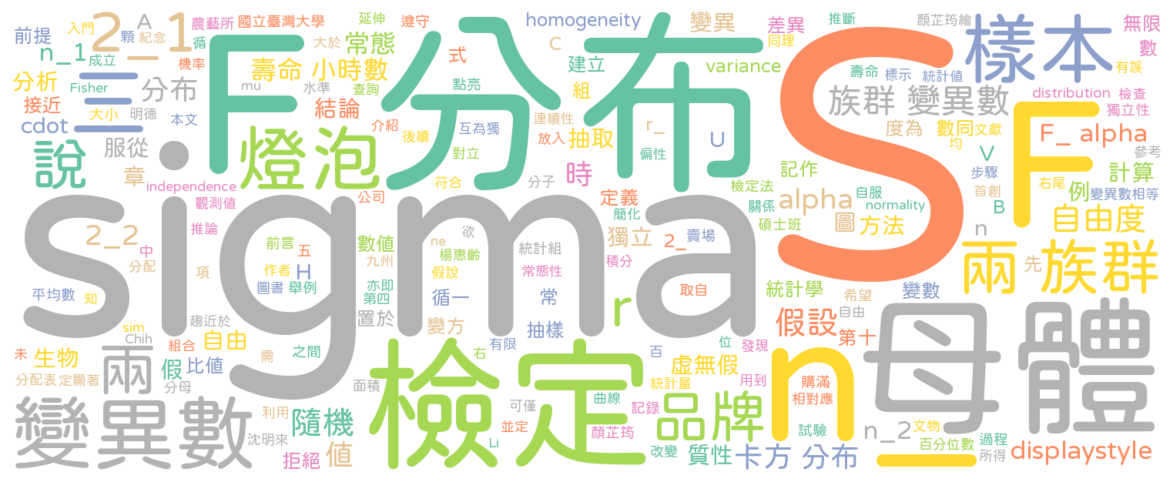 農藝所 國立臺灣大學 循 延伸 遵守
homogeneity 變異 差異 推斷 顏芷筠繪
前提 入門 A 顆 紀念 2_1 大於 常態
n_1 成立 機率 壽命 小時數 式 C 建立 同理
F分布 S 樣本 無限 數
分析 Fisher 二 分布 mu 水準 查詢 點亮 組 variance
壽命 標示 統計値 有誤
接近 大小 明德 結論 連續性 族群 變異數 distribution 檢查
cdot 本文 介紹 互為獨 放入 抽取 r_ U 度為 數同 文獻 獨立性
服從 燈泡 後續 對立 偏性 均 F_ alpha
說 章 independence 符合 分子 時 記作 V 步驟 參考
觀測值 公司 定義 檢定法 自服 首創 例 計算 右尾
sigma 簡化 關係 normality B 變異數相等
2_2 中 推論 前言 五 數值 ne 欲 楊惠齡 統計組 獨立 2_ 賣場 alpha 碩士班 圖 方法 n 自由度
分配 項 作者 H 九州 假說 常態性 積分 先 兩 族群
平均數 知 圖書 舉例 亦即 第四 循一 常 取自 統計學 希望 變數
趨近於 置於 變方 抽樣 r 假設 自由 第十
sim Chih 組合 自由 之間 右 有限 百 位 發現 母體
未 生物 假 比值 需 檢定 統計量 虛無假 用到 n
分配表 定顯著 分母 面積 可僅 曲線 記錄 購滿 相對應
兩 變異數 利用 隨機 品牌 試驗 n_2 文物 過程
沈明來 拒絕 值 並定 Li 改變 顏芷筠 質性 卡方 分布 百分位數 所得 displaystyle
F 一